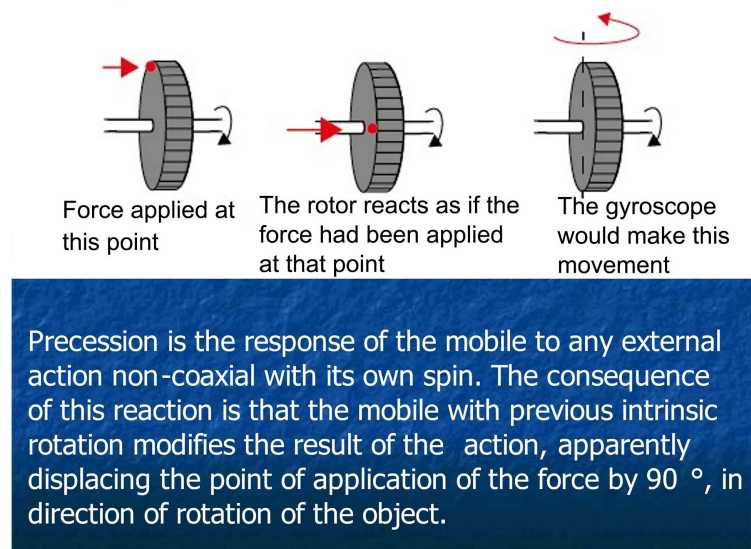 Force applied at
this point
The rotor reacts as if the
force had been applied
at that point
The gyroscope
would make this
movement
Precession is the response of the mobile to any external
action non-coaxial with its own spin. The consequence
of this reaction is that the mobile with previous intrinsic
rotation modifies the result of the  action, apparently
displacing the point of application of the force by 90 °, in
direction of rotation of the object.